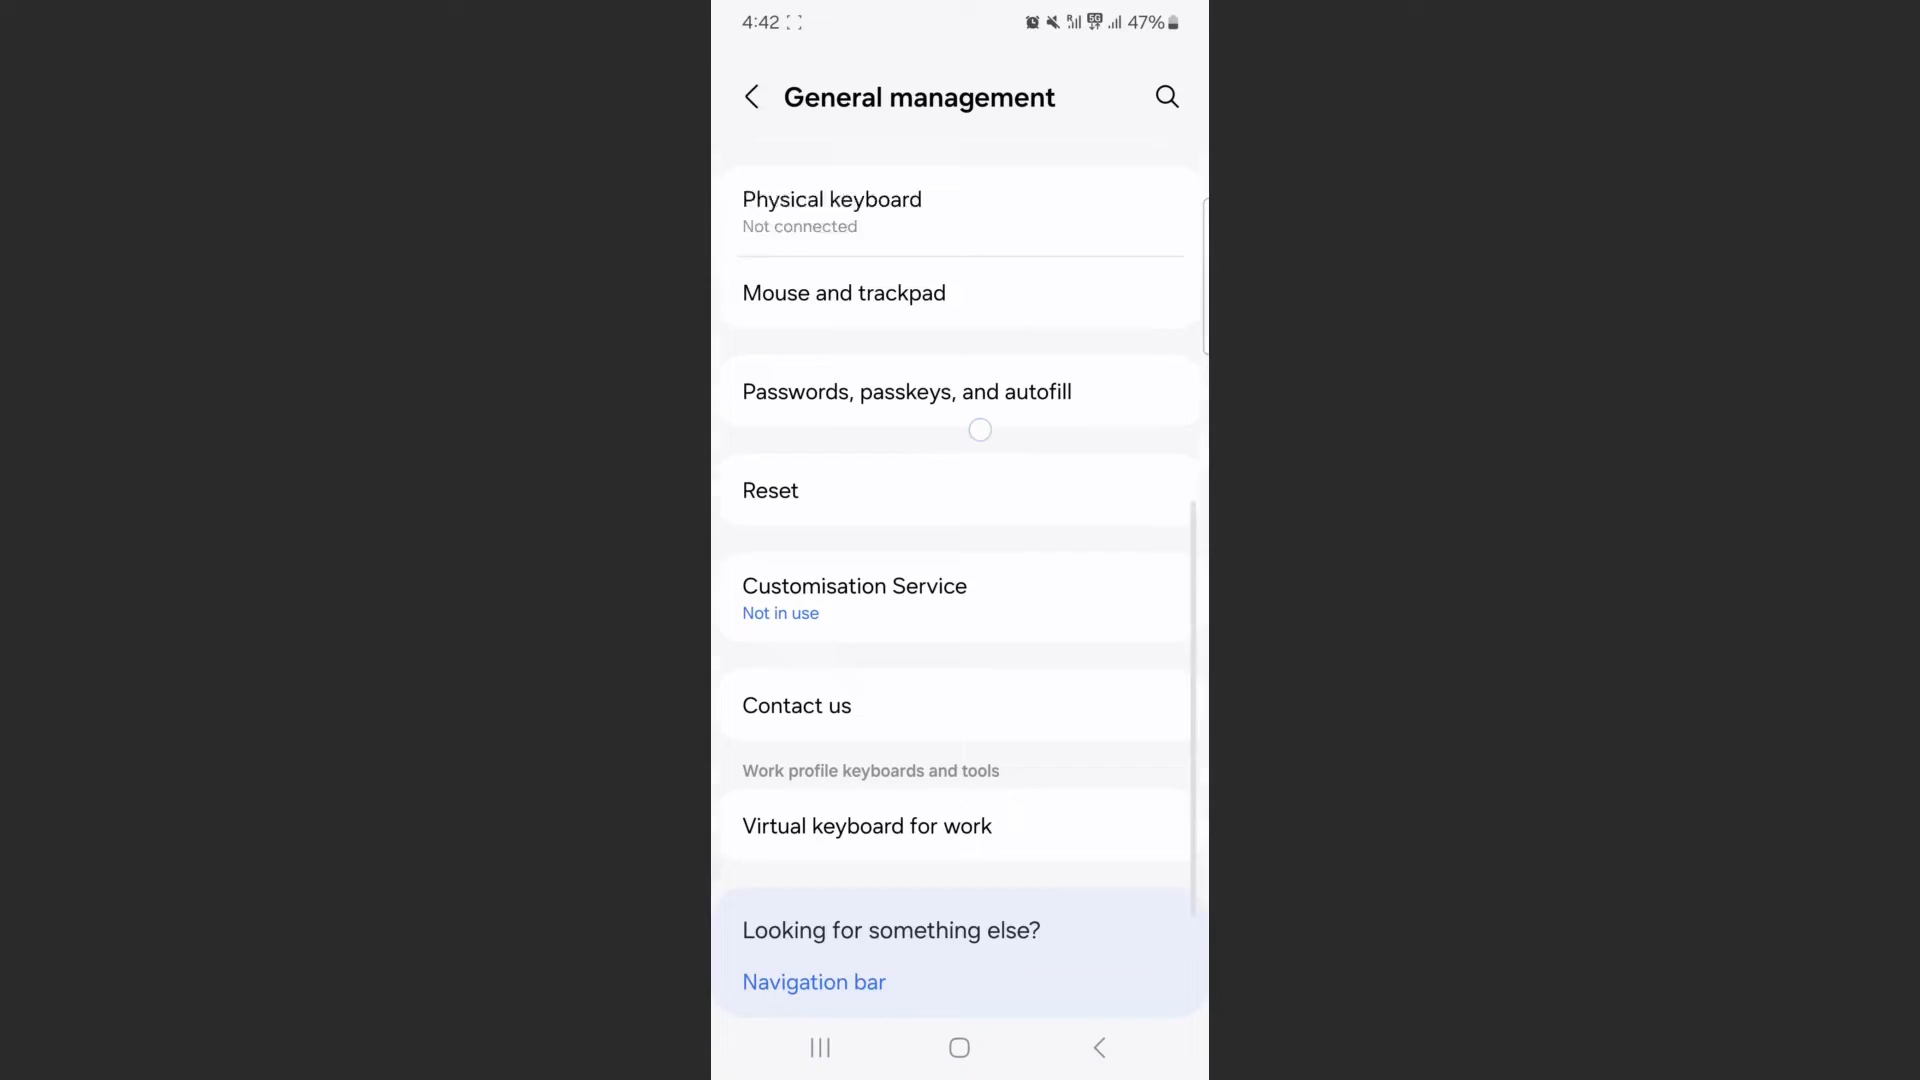 4:42 47%
General management
Physical keyboard
Not connected
Mouse and trackpad
Passwords, passkeys, and autofill
Reset
Customisation Service
Not in use
Contact us
Work profile keyboards and tools
Virtual keyboard for work
Looking for something else?
Navigation bar